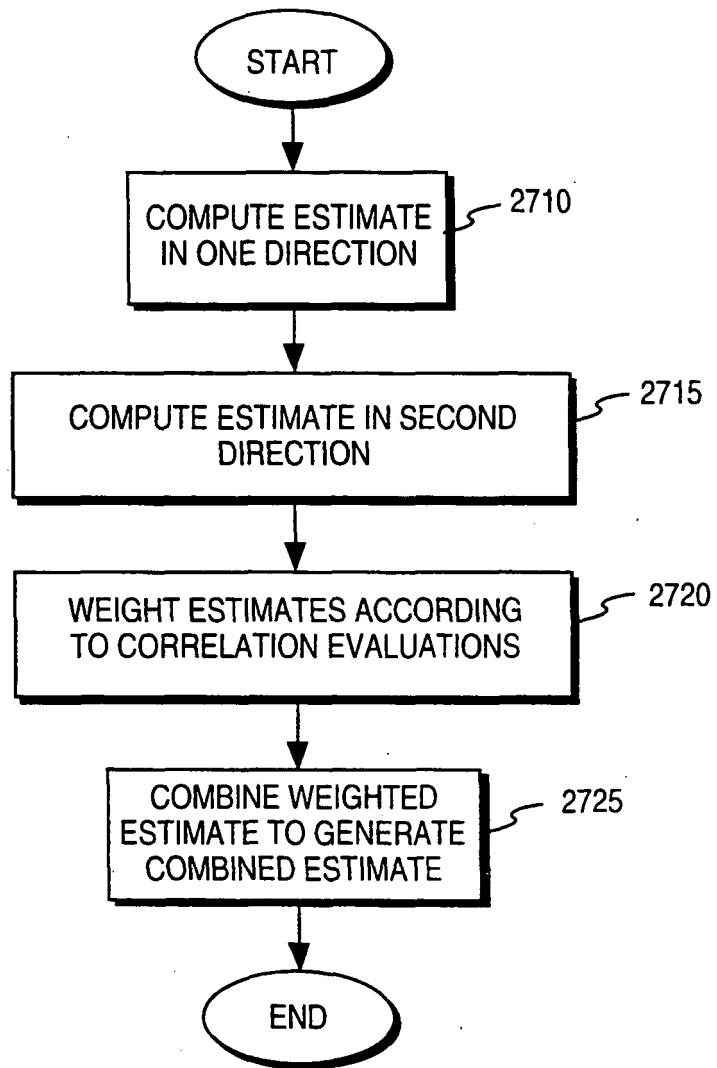 START
COMPUTE ESTIMATE
IN ONE DIRECTION
2710
COMPUTE ESTIMATE IN SECOND
DIRECTION
2715
WEIGHT ESTIMATES ACCORDING
TO CORRELATION EVALUATIONS
2720
COMBINE WEIGHTED
ESTIMATE TO GENERATE
COMBINED ESTIMATE
2725
END